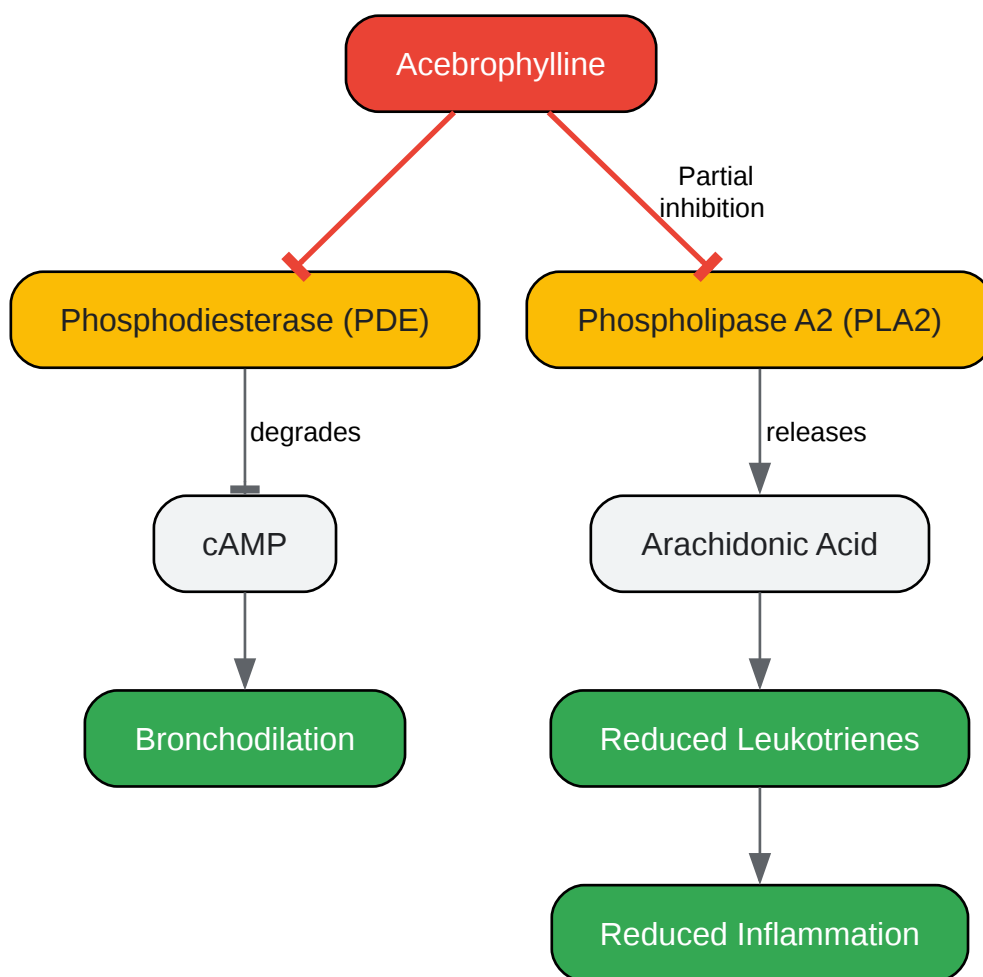 Acebrophylline
Partial
inhibition
Phosphodiesterase (PDE)
Phospholipase A2 (PLA2)
degrades
releases
cAMP
Arachidonic Acid
Bronchodilation
Reduced Leukotrienes
Reduced Inflammation